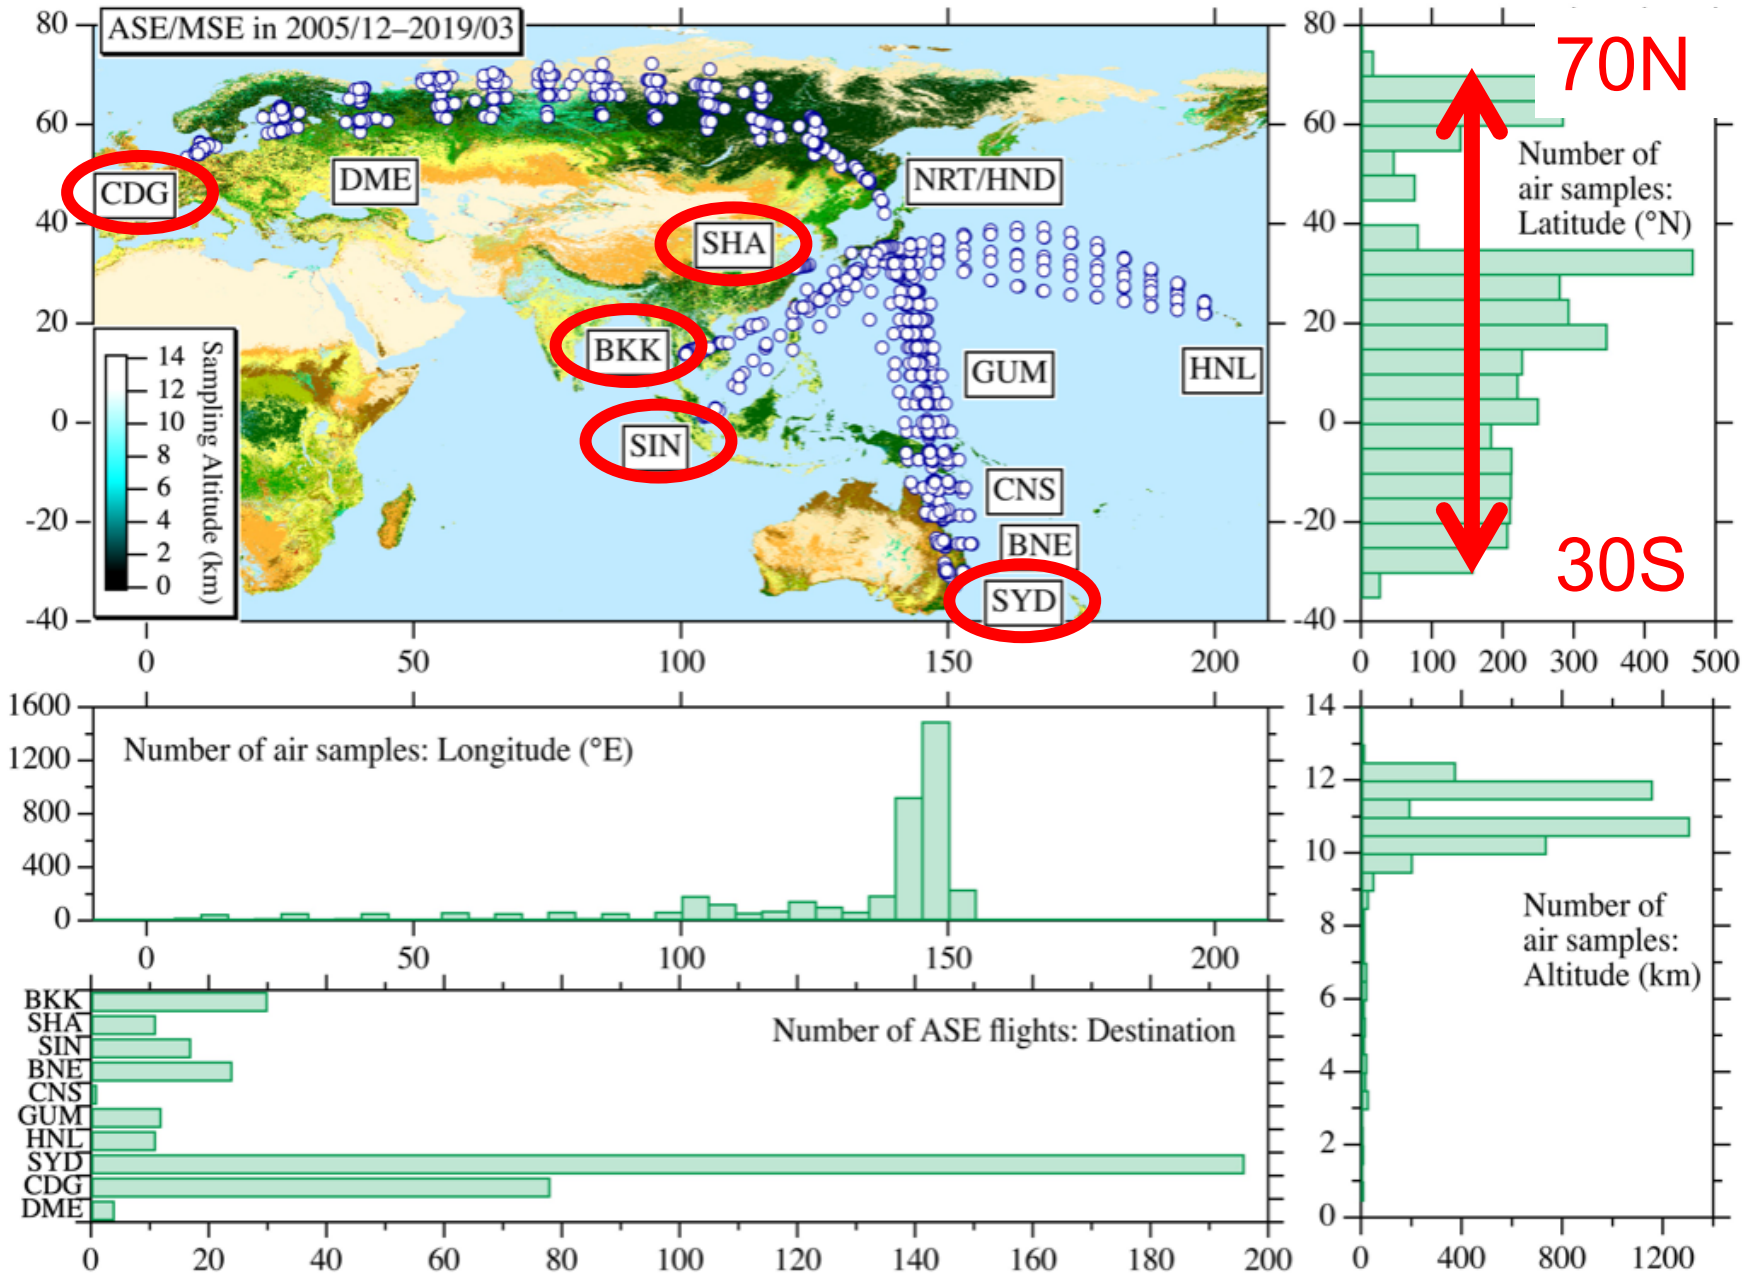 ASE/MSE in 2005/12–2019/03
80
60
40
20
0
-20
-40
CDG
DME
NRT/HND
SHA
BKK
SIN
GUM
HNL
CNS
BNE
SYD
14
12
10
8
6
4
2
0
Sampling Altitude (km)
0 50 100 150 200
80
60
40
20
0
-20
-40
70N
Number of
air samples:
Latitude (°N)
30S
0 100 200 300 400 500
1600
1200
800
400
0
Number of air samples: Longitude (°E)
0 50 100 150 200
14
12
10
8
6
4
2
0
Number of
air samples:
Altitude (km)
0 400 800 1200
BKK
SHA
SIN
BNE
CNS
GUM
HNL
SYD
CDG
DME
Number of ASE flights: Destination
0 20 40 60 80 100 120 140 160 180 200